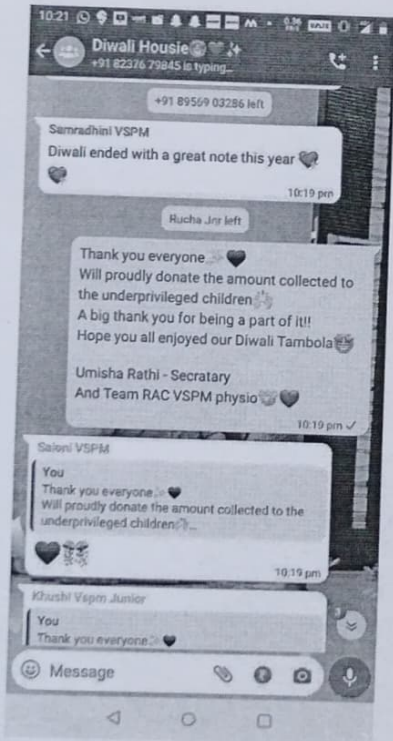 10:21
0.36
KB/S
Diwali Housie
+91 82376 79845 is typing...
+91 89569 03286 left
Samradhini VSPM
Diwali ended with a great note this year
10:19 pm
Rucha Jnr left
Thank you everyone
Will proudly donate the amount collected to
the underprivileged children
A big thank you for being a part of it!!
Hope you all enjoyed our Diwali Tambola
Umisha Rathi - Secratary
And Team RAC VSPM physio
10:19 pm
Saloni VSPM
You
Thank you everyone
Will proudly donate the amount collected to the
underprivileged children...
10:19 pm
Khushi Vspm Junior
You
Thank you everyone
3
Message